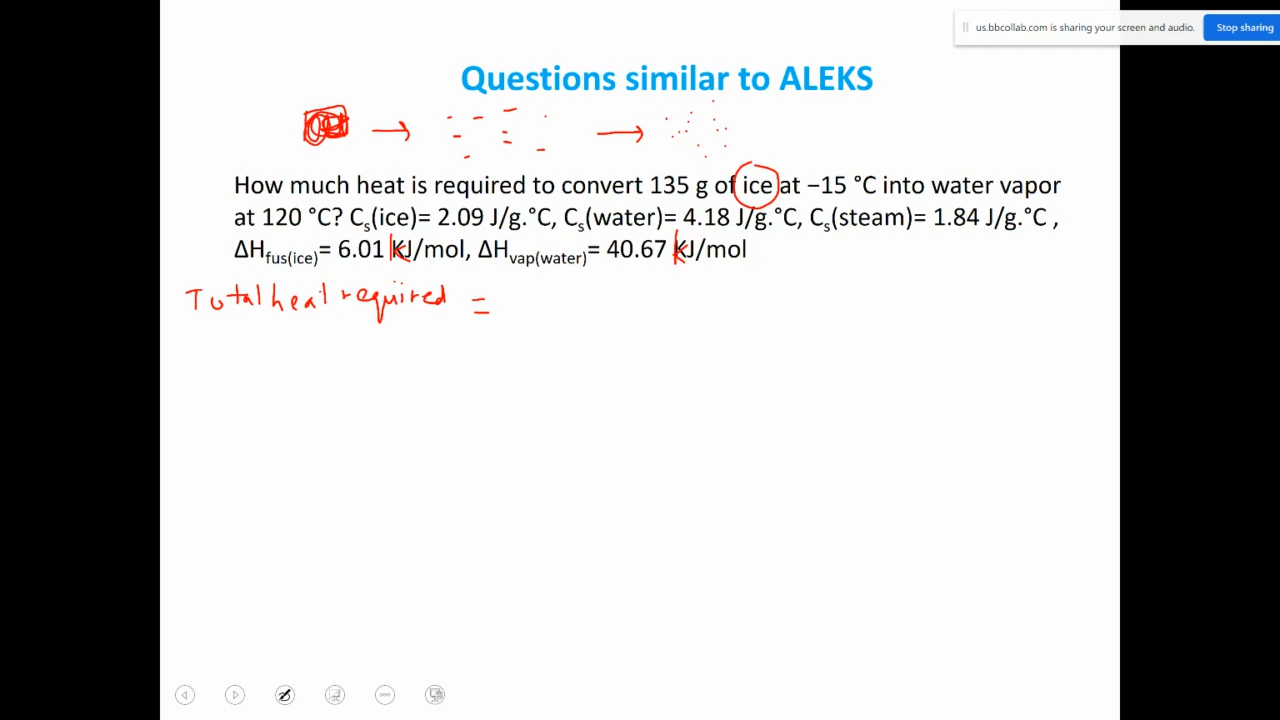 us.bbcollab.com is sharing your screen and audio. Stop sharing
Questions similar to ALEKS
How much heat is required to convert 135 g of ice at −15 °C into water vapor
at 120 °C? Cs(ice)= 2.09 J/g.°C, Cs(water)= 4.18 J/g.°C, Cs(steam)= 1.84 J/g.°C ,
ΔHfus(ice)= 6.01 kJ/mol, ΔHvap(water)= 40.67 kJ/mol
Total heat required =